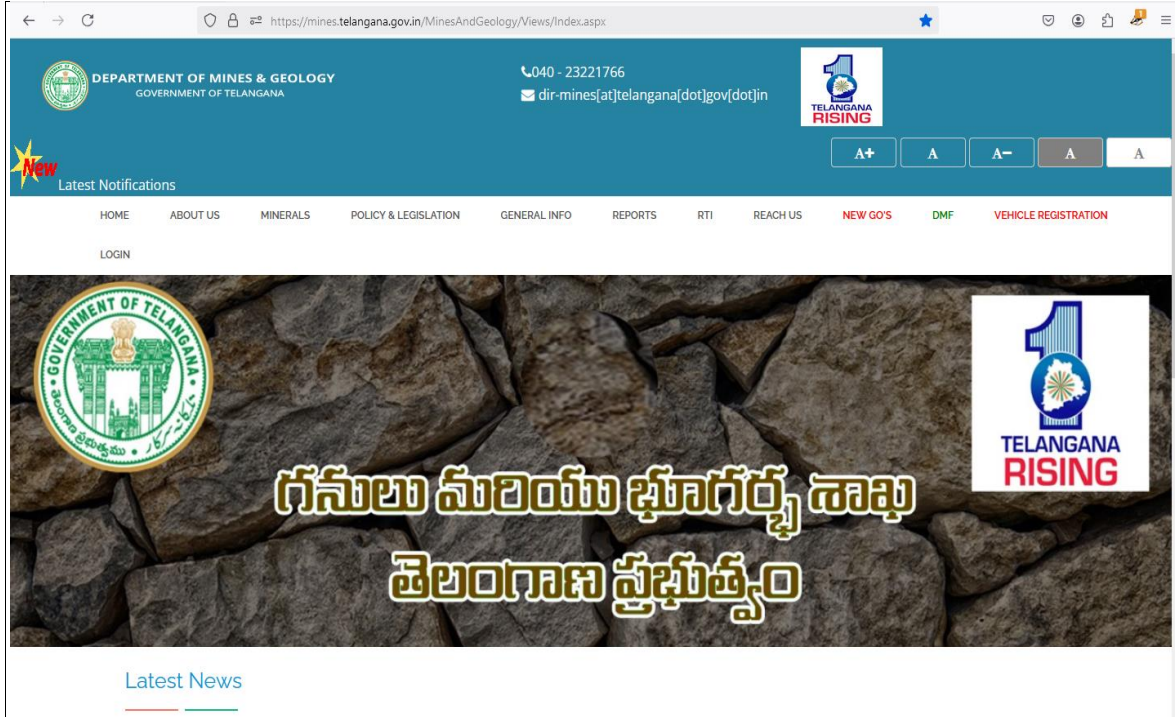 https://mines.telangana.gov.in/MinesAndGeology/Views/Index.aspx
DEPARTMENT OF MINES & GEOLOGY
GOVERNMENT OF TELANGANA
040 - 23221766
dir-mines[at]telangana[dot]gov[dot]in
TELANGANA
RISING
New
Latest Notifications
A+ A A- A A
HOME ABOUT US MINERALS POLICY & LEGISLATION GENERAL INFO REPORTS RTI REACH US NEW GO'S DMF VEHICLE REGISTRATION
LOGIN
GOVERNMENT OF TELANGANA
తెలంగాణ ప్రభుత్వము
TELANGANA
RISING
గనులు మరియు భూగర్భ శాఖ
తెలంగాణ ప్రభుత్వం
Latest News